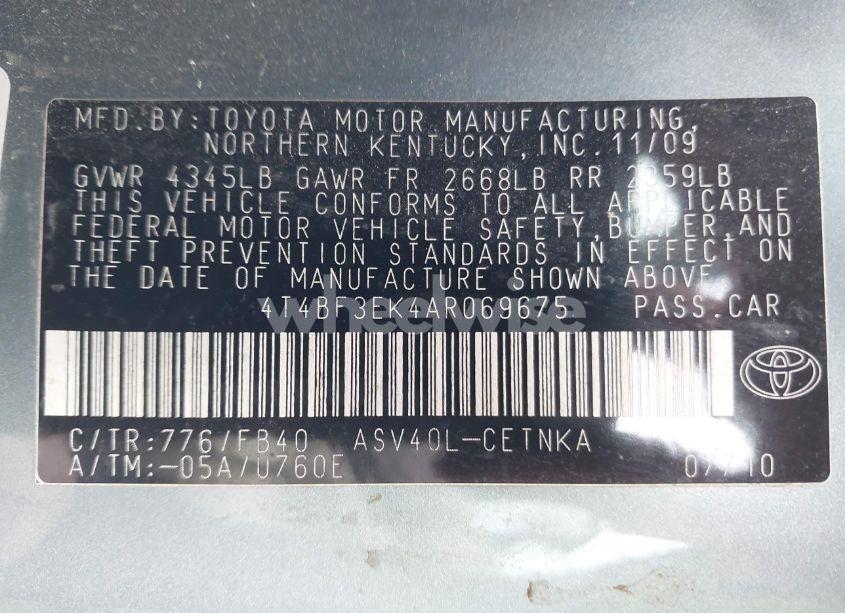 MFD.BY:TOYOTA MOTOR MANUFACTURING,
NORTHERN KENTUCKY,INC.11/09
GVWR 4345LB GAWR FR 2668LB RR 2059LB
THIS VEHICLE CONFORMS TO ALL APPLICABLE
FEDERAL MOTOR VEHICLE SAFETY,BUMPER,AND
THEFT PREVENTION STANDARDS IN EFFECT ON
THE DATE OF MANUFACTURE SHOWN ABOVE.
4T4BF3EK4AR069675 PASS.CAR
wheelwise
C/TR:776/FB40 ASV40L-CETNKA
A/TM:-05A/U760E